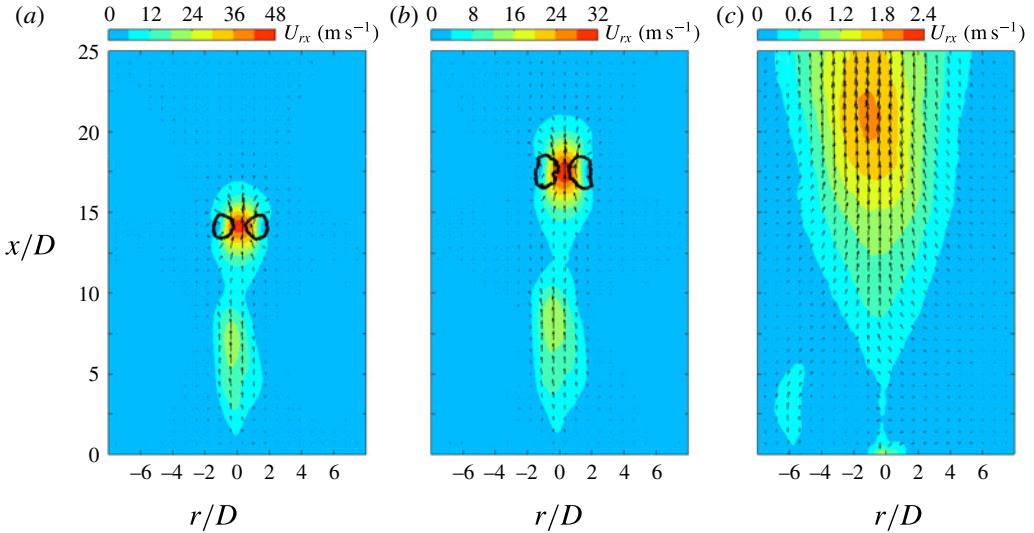 (a) 0 12 24 36 48 U_rx (m s⁻¹)
(b) 0 8 16 24 32 U_rx (m s⁻¹)
(c) 0 0.6 1.2 1.8 2.4 U_rx (m s⁻¹)
25
20
15
x/D
10
5
0
−6 −4 −2 0 2 4 6
−6 −4 −2 0 2 4 6
−6 −4 −2 0 2 4 6
r/D
r/D
r/D